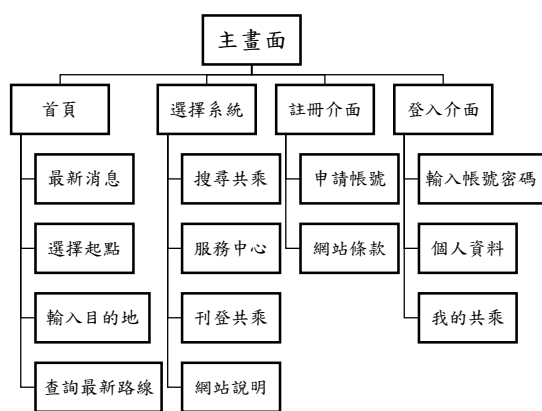 主畫面
首頁
選擇系統
註冊介面
登入介面
最新消息
搜尋共乘
申請帳號
輸入帳號密碼
選擇起點
服務中心
網站條款
個人資料
輸入目的地
刊登共乘
我的共乘
查詢最新路線
網站說明